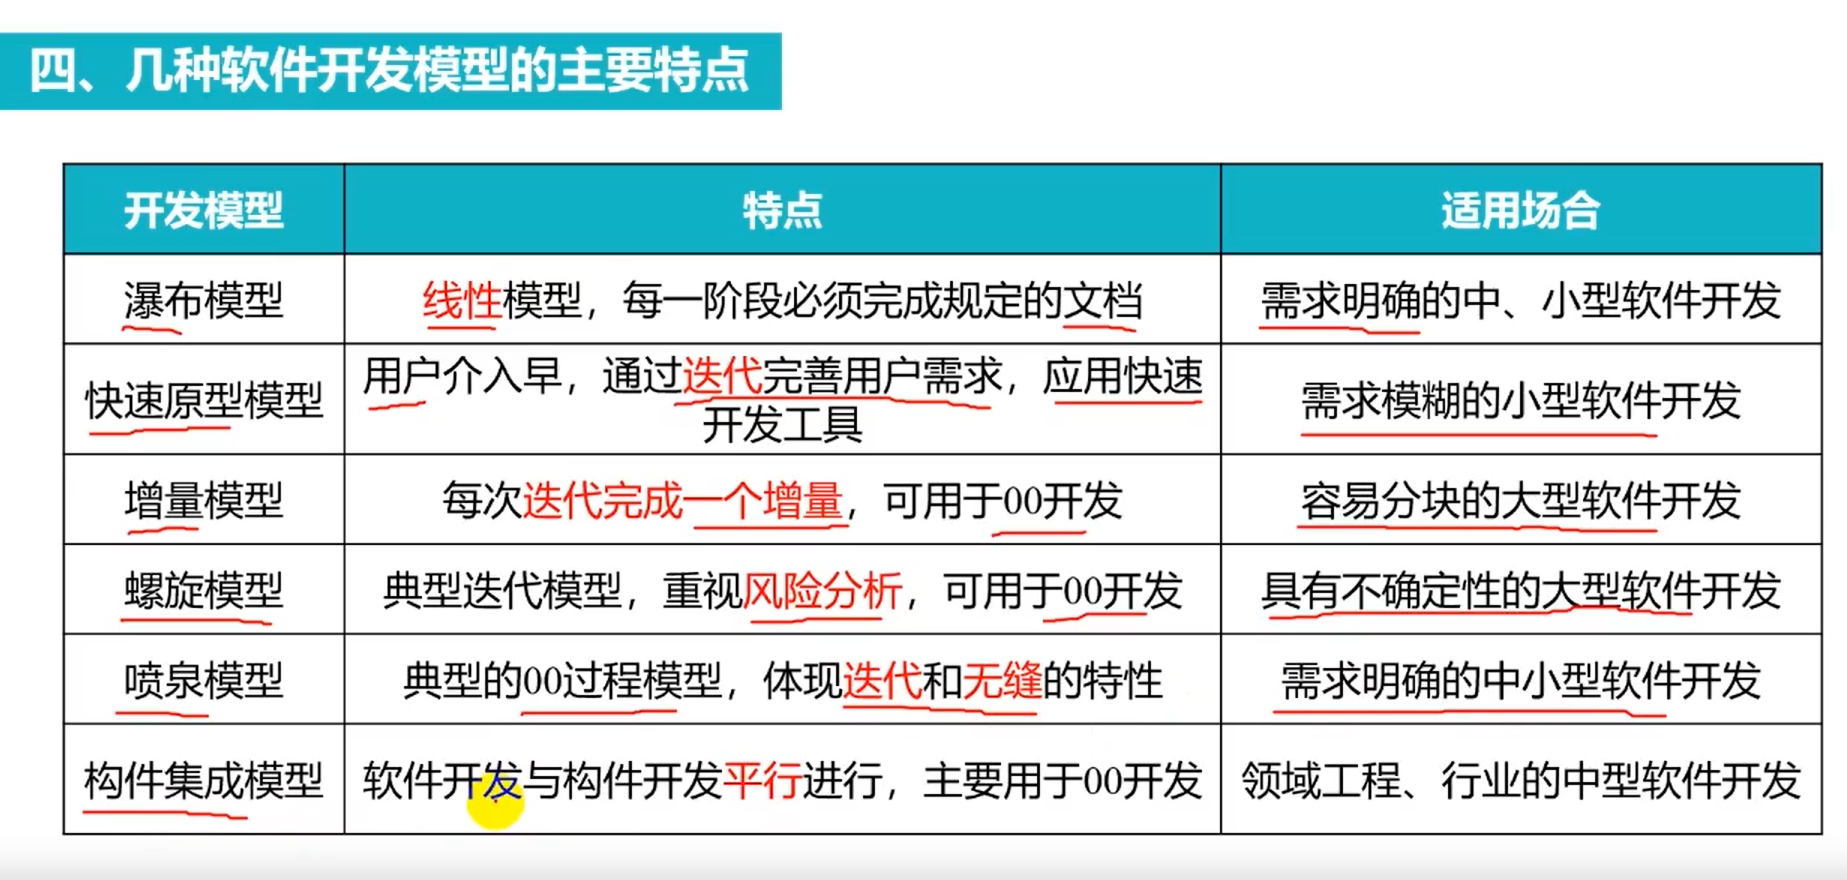 四、几种软件开发模型的主要特点
开发模型 特点 适用场合
瀑布模型 线性模型，每一阶段必须完成规定的文档 需求明确的中、小型软件开发
快速原型模型 用户介入早，通过迭代完善用户需求，应用快速
开发工具 需求模糊的小型软件开发
增量模型 每次迭代完成一个增量，可用于OO开发 容易分块的大型软件开发
螺旋模型 典型迭代模型，重视风险分析，可用于OO开发 具有不确定性的大型软件开发
喷泉模型 典型的OO过程模型，体现迭代和无缝的特性 需求明确的中小型软件开发
构件集成模型 软件开发与构件开发平行进行，主要用于OO开发 领域工程、行业的中型软件开发